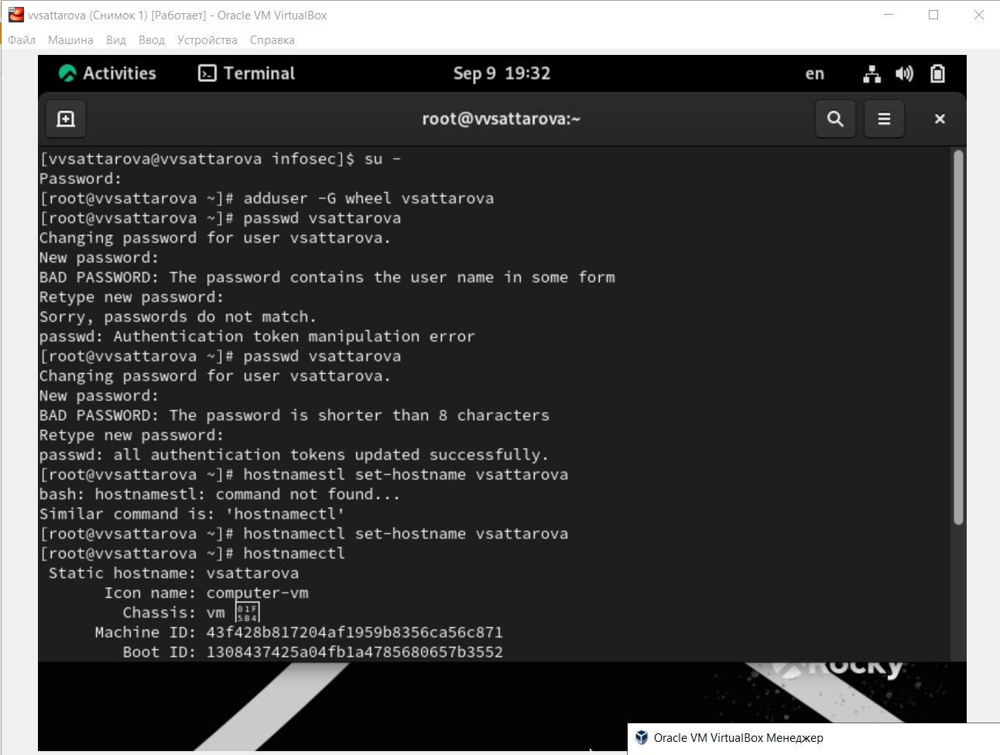 vvsattarova (Снимок 1) [Работает] - Oracle VM VirtualBox
Файл Машина Вид Ввод Устройства Справка
Activities Terminal Sep 9 19:32 en
root@vvsattarova:~
[vvsattarova@vvsattarova infosec]$ su -
Password:
[root@vvsattarova ~]# adduser -G wheel vsattarova
[root@vvsattarova ~]# passwd vsattarova
Changing password for user vsattarova.
New password:
BAD PASSWORD: The password contains the user name in some form
Retype new password:
Sorry, passwords do not match.
passwd: Authentication token manipulation error
[root@vvsattarova ~]# passwd vsattarova
Changing password for user vsattarova.
New password:
BAD PASSWORD: The password is shorter than 8 characters
Retype new password:
passwd: all authentication tokens updated successfully.
[root@vvsattarova ~]# hostnamestl set-hostname vsattarova
bash: hostnamestl: command not found...
Similar command is: 'hostnamectl'
[root@vvsattarova ~]# hostnamectl set-hostname vsattarova
[root@vvsattarova ~]# hostnamectl
Static hostname: vsattarova
Icon name: computer-vm
Chassis: vm
Machine ID: 43f428b817204af1959b8356ca56c871
Boot ID: 1308437425a04fb1a4785680657b3552
Rocky
Oracle VM VirtualBox Менеджер